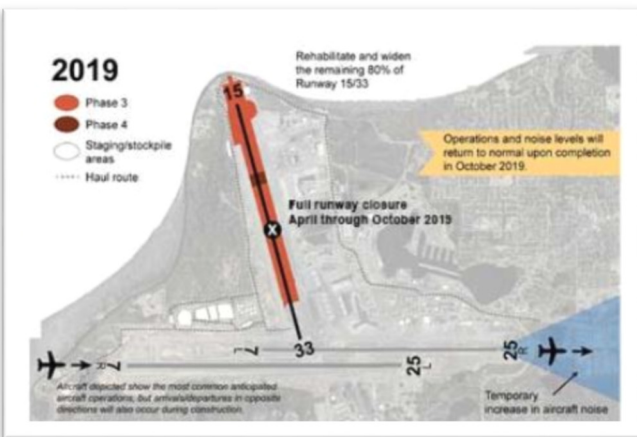 2019
Phase 3
Phase 4
Staging/stockpile
areas
Haul route
Rehabilitate and widen
the remaining 80% of
Runway 15/33
Operations and noise levels will
return to normal upon completion
in October 2019.
15
Full runway closure
April through October 2019
X
33
7
L
7
R
25
L
25
R
Aircraft depicted show the most common anticipated
aircraft operations, but arrivals/departures in opposite
directions will also occur during construction.
Temporary
increase in aircraft noise